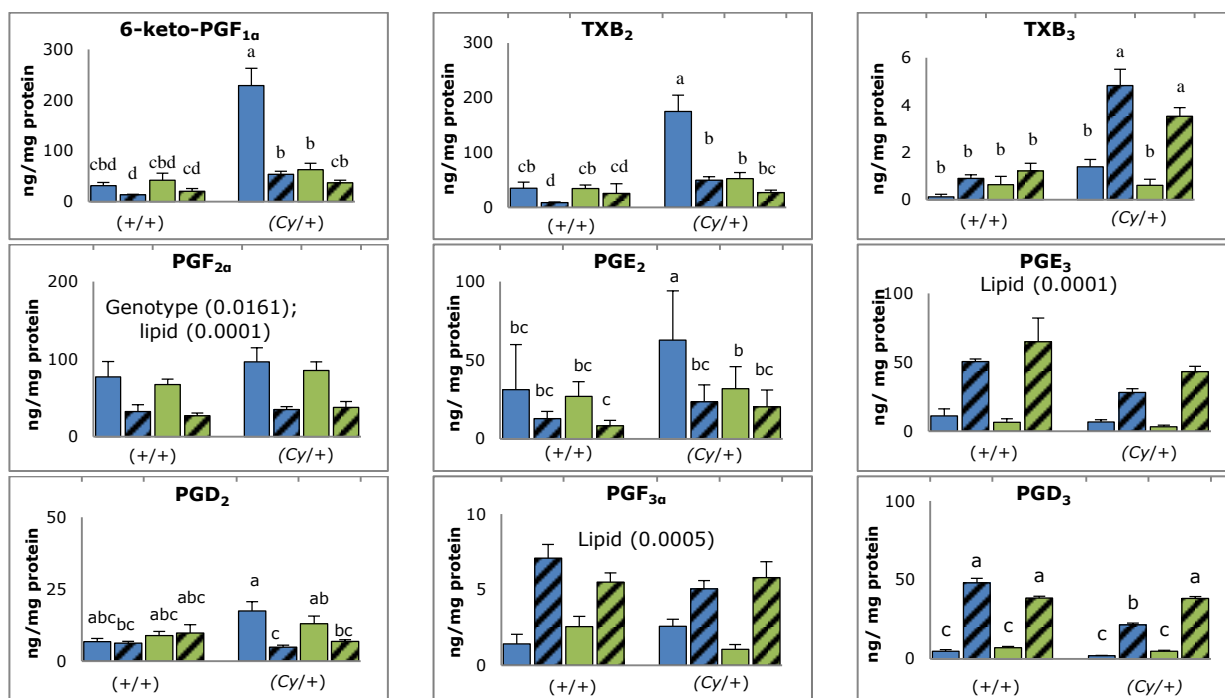 6-keto-PGF1α
ng/mg protein
300
200
100
0
cbd
d
cbd
cd
a
b
b
cb
(+/+)
(Cy/+)
TXB2
ng/mg protein
300
200
100
0
cb
d
cb
cd
a
b
b
bc
(+/+)
(Cy/+)
TXB3
ng/mg protein
6
4
2
0
b
b
b
b
b
a
b
a
(+/+)
(Cy/+)
PGF2α
ng/mg protein
200
100
0
Genotype (0.0161);
lipid (0.0001)
(+/+)
(Cy/+)
PGE2
ng/ mg protein
100
50
0
bc
bc
bc
c
a
bc
b
bc
(+/+)
(Cy/+)
PGE3
ng/ mg protein
100
50
0
Lipid (0.0001)
(+/+)
(Cy/+)
PGD2
ng/mg protein
50
25
0
abc
bc
abc
abc
a
c
ab
bc
(+/+)
(Cy/+)
PGF3α
ng/mg protein
10
5
0
Lipid (0.0005)
(+/+)
(Cy/+)
PGD3
ng/ mg protein
100
50
0
c
a
c
a
c
b
c
a
(+/+)
(Cy/+)